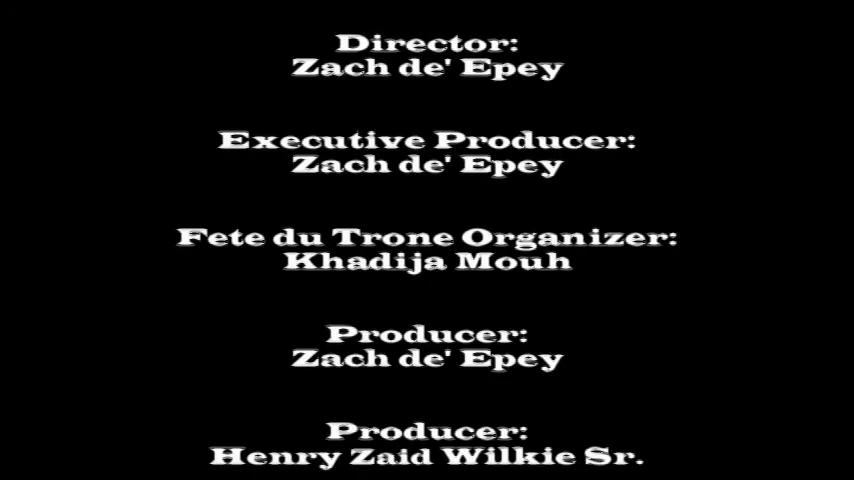 Director:
Zach de' Epey
Executive Producer:
Zach de' Epey
Fete du Trone Organizer:
Khadija Mouh
Producer:
Zach de' Epey
Producer:
Henry Zaid Wilkie Sr.